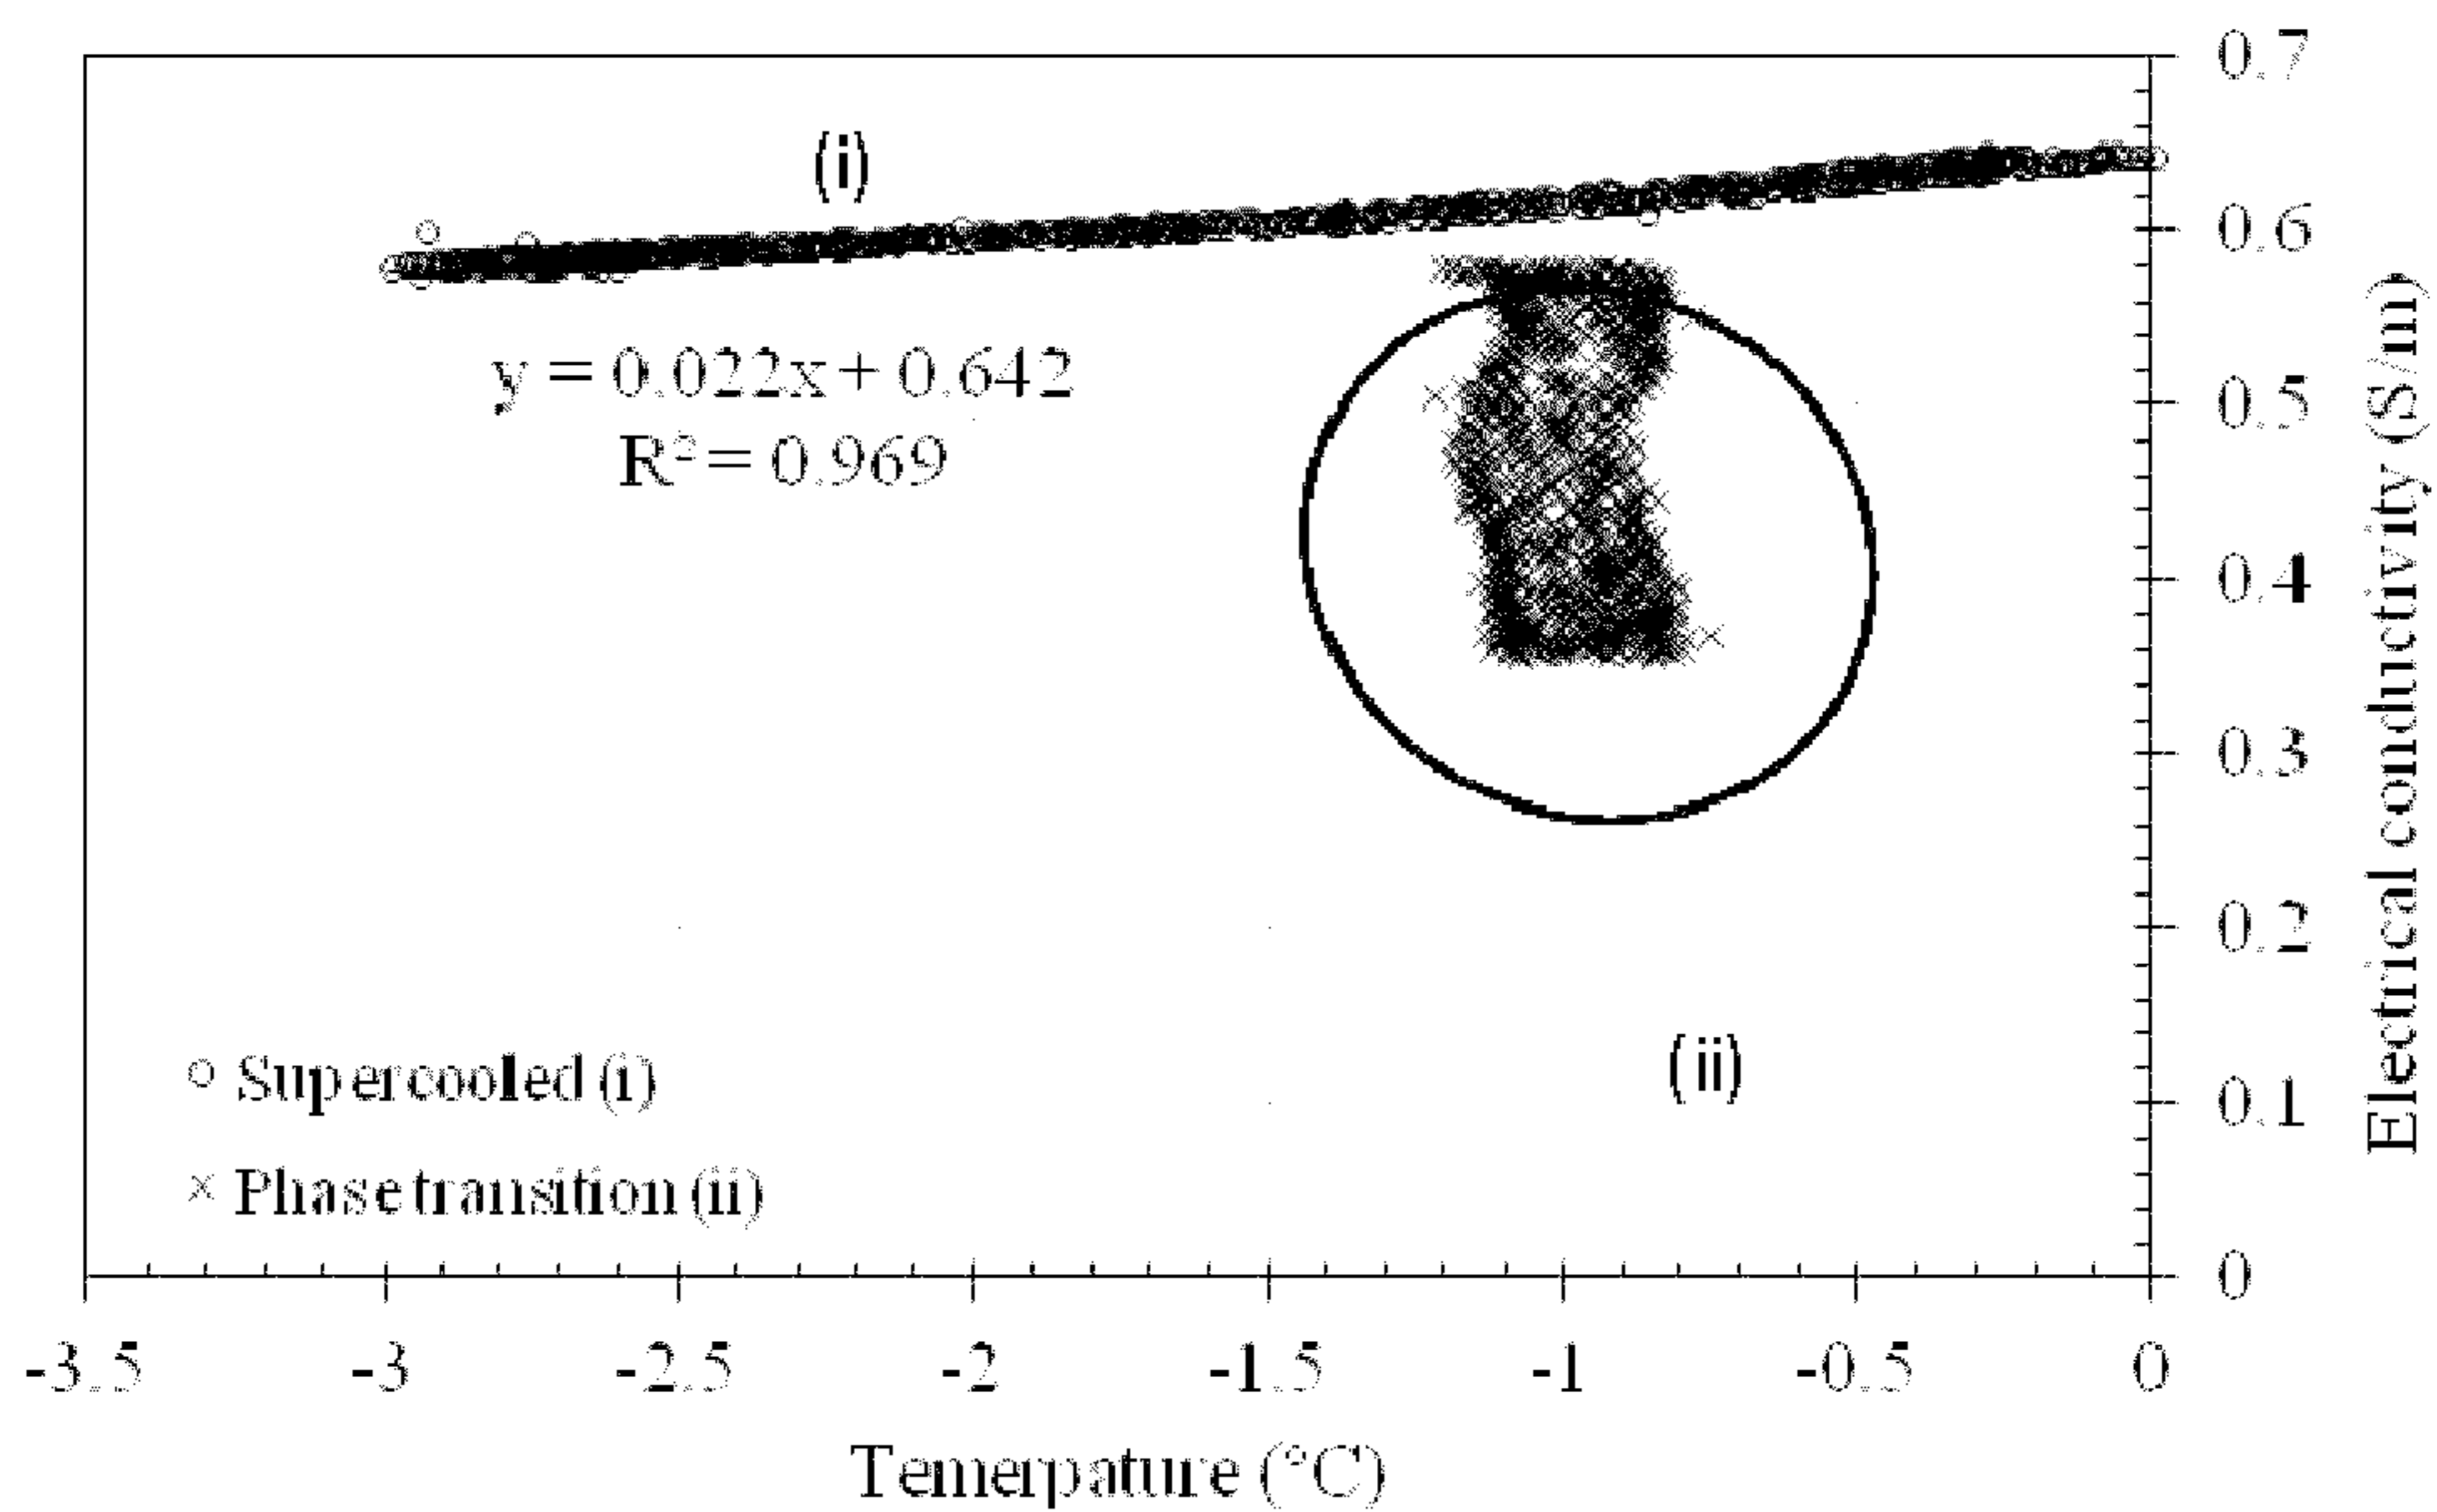 0.7
(i)
0.6
y = 0.022x + 0.642
0.5
R² = 0.969
0.4
0.3
0.2
(ii)
0.1
○ Supercooled (i)
× Phase transition (ii)
0
Electrical conductivity (S/m)
-3.5 -3 -2.5 -2 -1.5 -1 -0.5 0
Temerpature (°C)